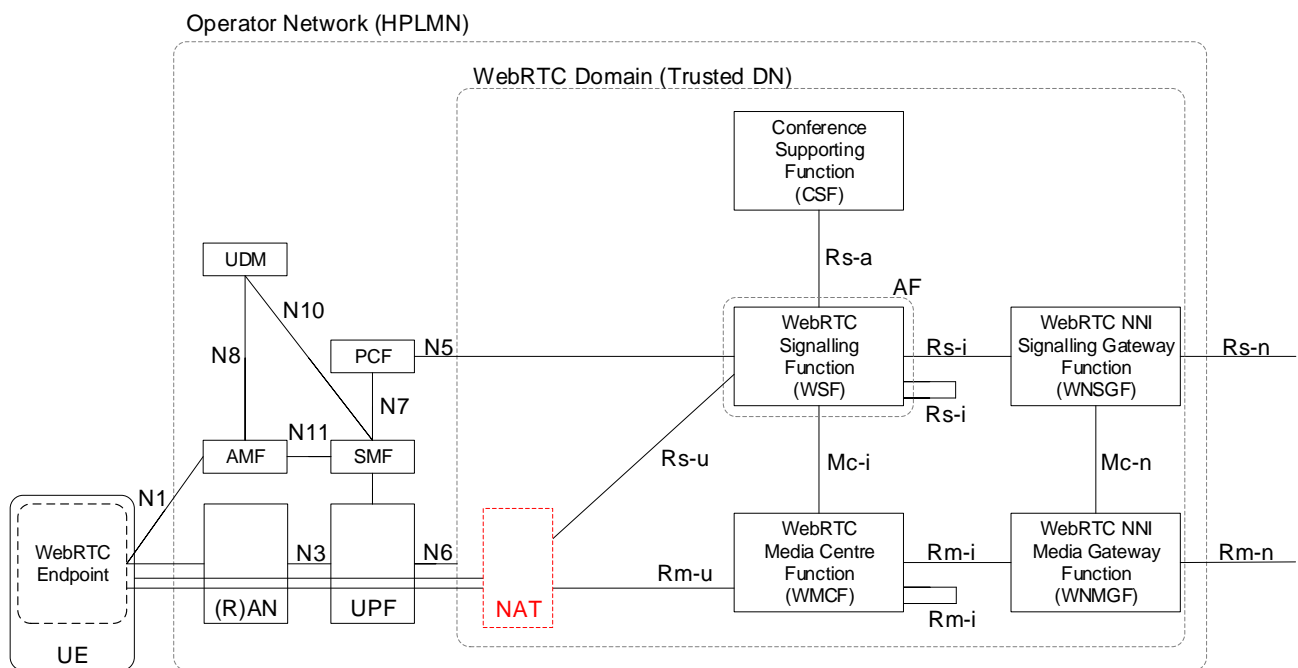 Operator Network (HPLMN)
WebRTC Domain (Trusted DN)
Conference
Supporting
Function
(CSF)
Rs-a
UDM
N10
N8
AF
WebRTC
Signalling
Function
(WSF)
WebRTC NNI
Signalling Gateway
Function
(WNSGF)
N5
Rs-i
Rs-n
PCF
N7
Rs-i
N11
AMF
SMF
Rs-u
Mc-i
Mc-n
N1
WebRTC
Endpoint
N3
N6
WebRTC
Media Centre
Function
(WMCF)
WebRTC NNI
Media Gateway
Function
(WNMGF)
Rm-u
Rm-i
Rm-n
(R)AN
UPF
NAT
Rm-i
UE